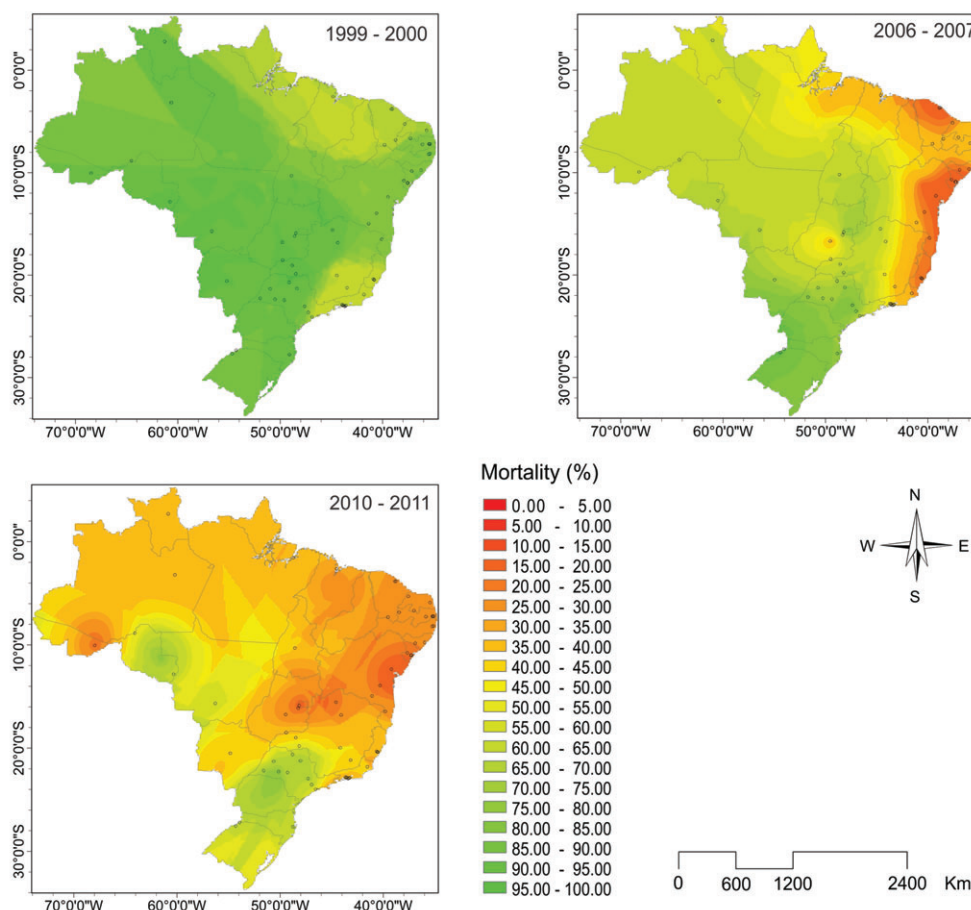 1999 - 2000
0°0'0"
10°0'0"S
20°0'0"S
30°0'0"S
70°0'0"W 60°0'0"W 50°0'0"W 40°0'0"W
2006 - 2007
0°0'0"
10°0'0"S
20°0'0"S
30°0'0"S
70°0'0"W 60°0'0"W 50°0'0"W 40°0'0"W
2010 - 2011
0°0'0"S
10°0'0"S
20°0'0"S
30°0'0"S
70°0'0"W 60°0'0"W 50°0'0"W 40°0'0"W
Mortality (%)
0.00 - 5.00
5.00 - 10.00
10.00 - 15.00
15.00 - 20.00
20.00 - 25.00
25.00 - 30.00
30.00 - 35.00
35.00 - 40.00
40.00 - 45.00
45.00 - 50.00
50.00 - 55.00
55.00 - 60.00
60.00 - 65.00
65.00 - 70.00
70.00 - 75.00
75.00 - 80.00
80.00 - 85.00
85.00 - 90.00
90.00 - 95.00
95.00 - 100.00
N
W E
S
0 600 1200 2400 Km